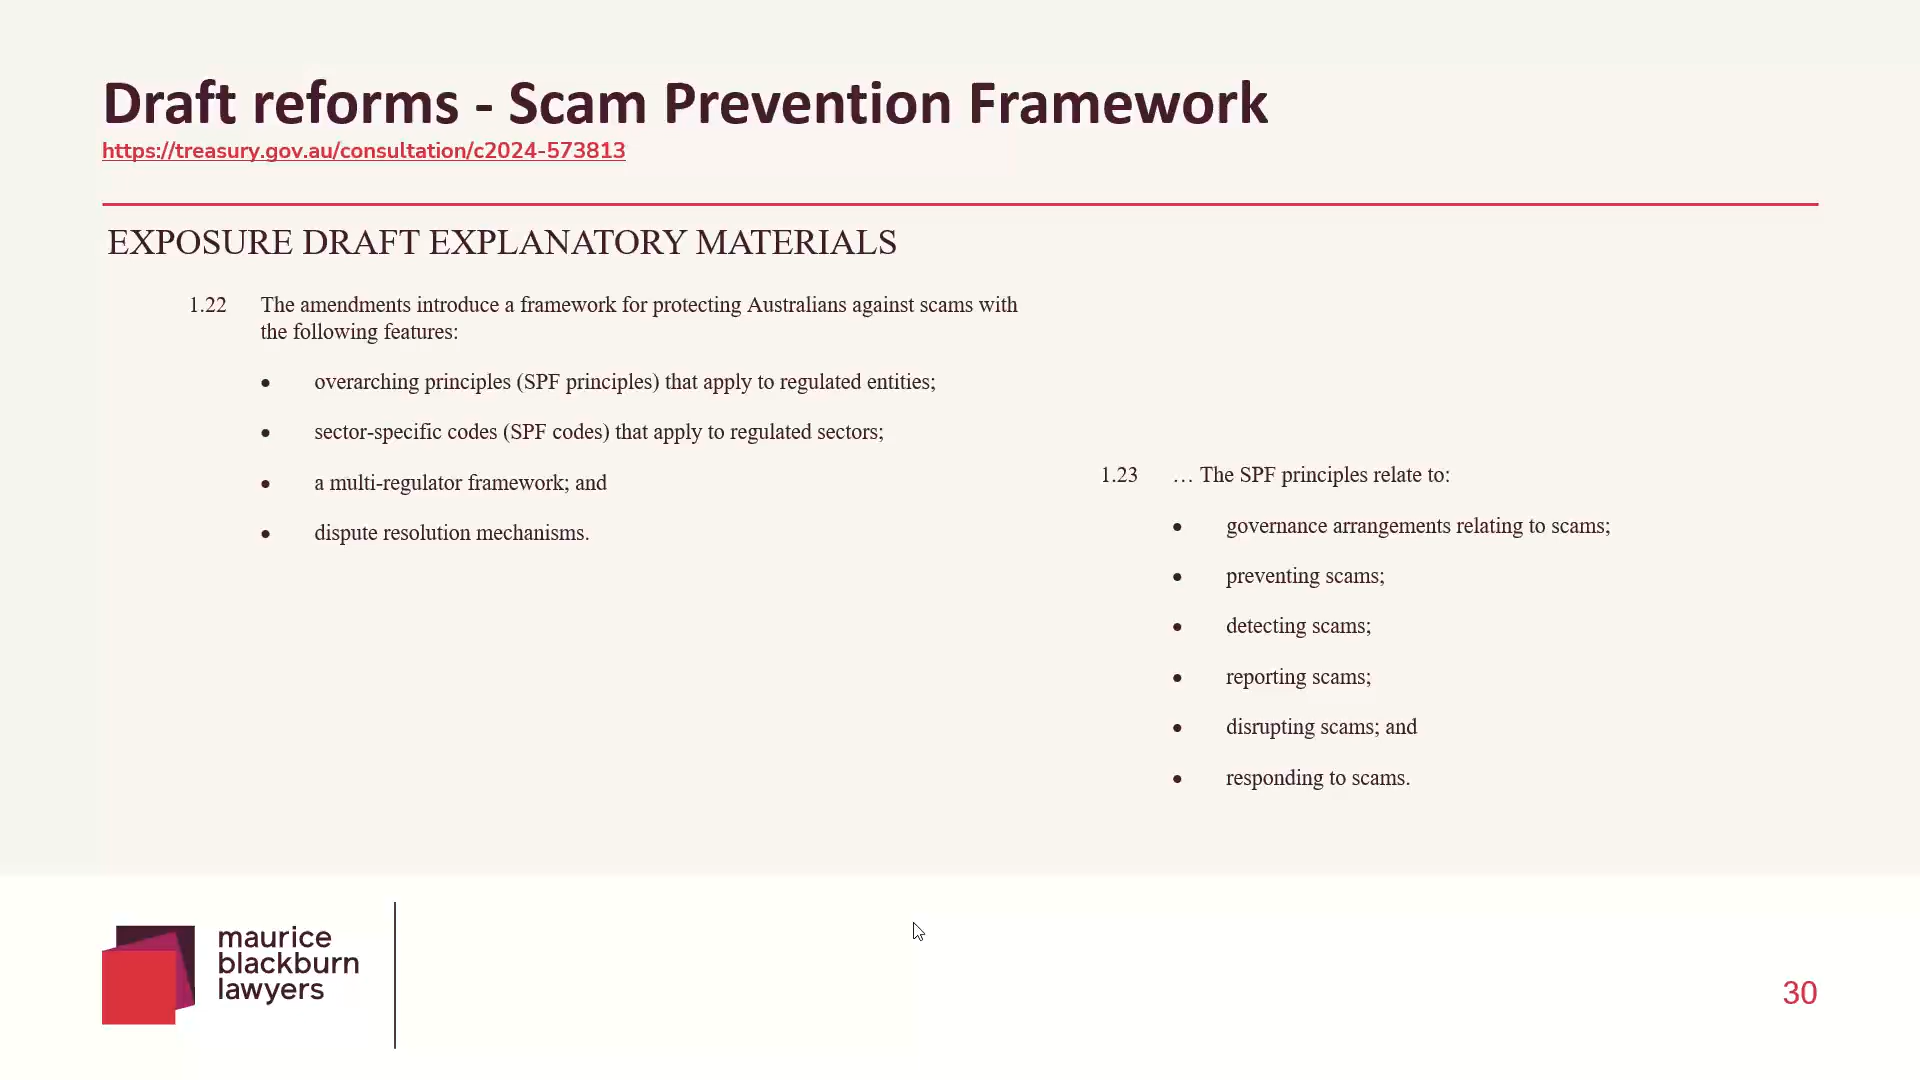 Draft reforms - Scam Prevention Framework
https://treasury.gov.au/consultation/c2024-573813
EXPOSURE DRAFT EXPLANATORY MATERIALS
1.22 The amendments introduce a framework for protecting Australians against scams with
the following features:
• overarching principles (SPF principles) that apply to regulated entities;
• sector-specific codes (SPF codes) that apply to regulated sectors;
• a multi-regulator framework; and
• dispute resolution mechanisms.
1.23 … The SPF principles relate to:
• governance arrangements relating to scams;
• preventing scams;
• detecting scams;
• reporting scams;
• disrupting scams; and
• responding to scams.
maurice
blackburn
lawyers
30